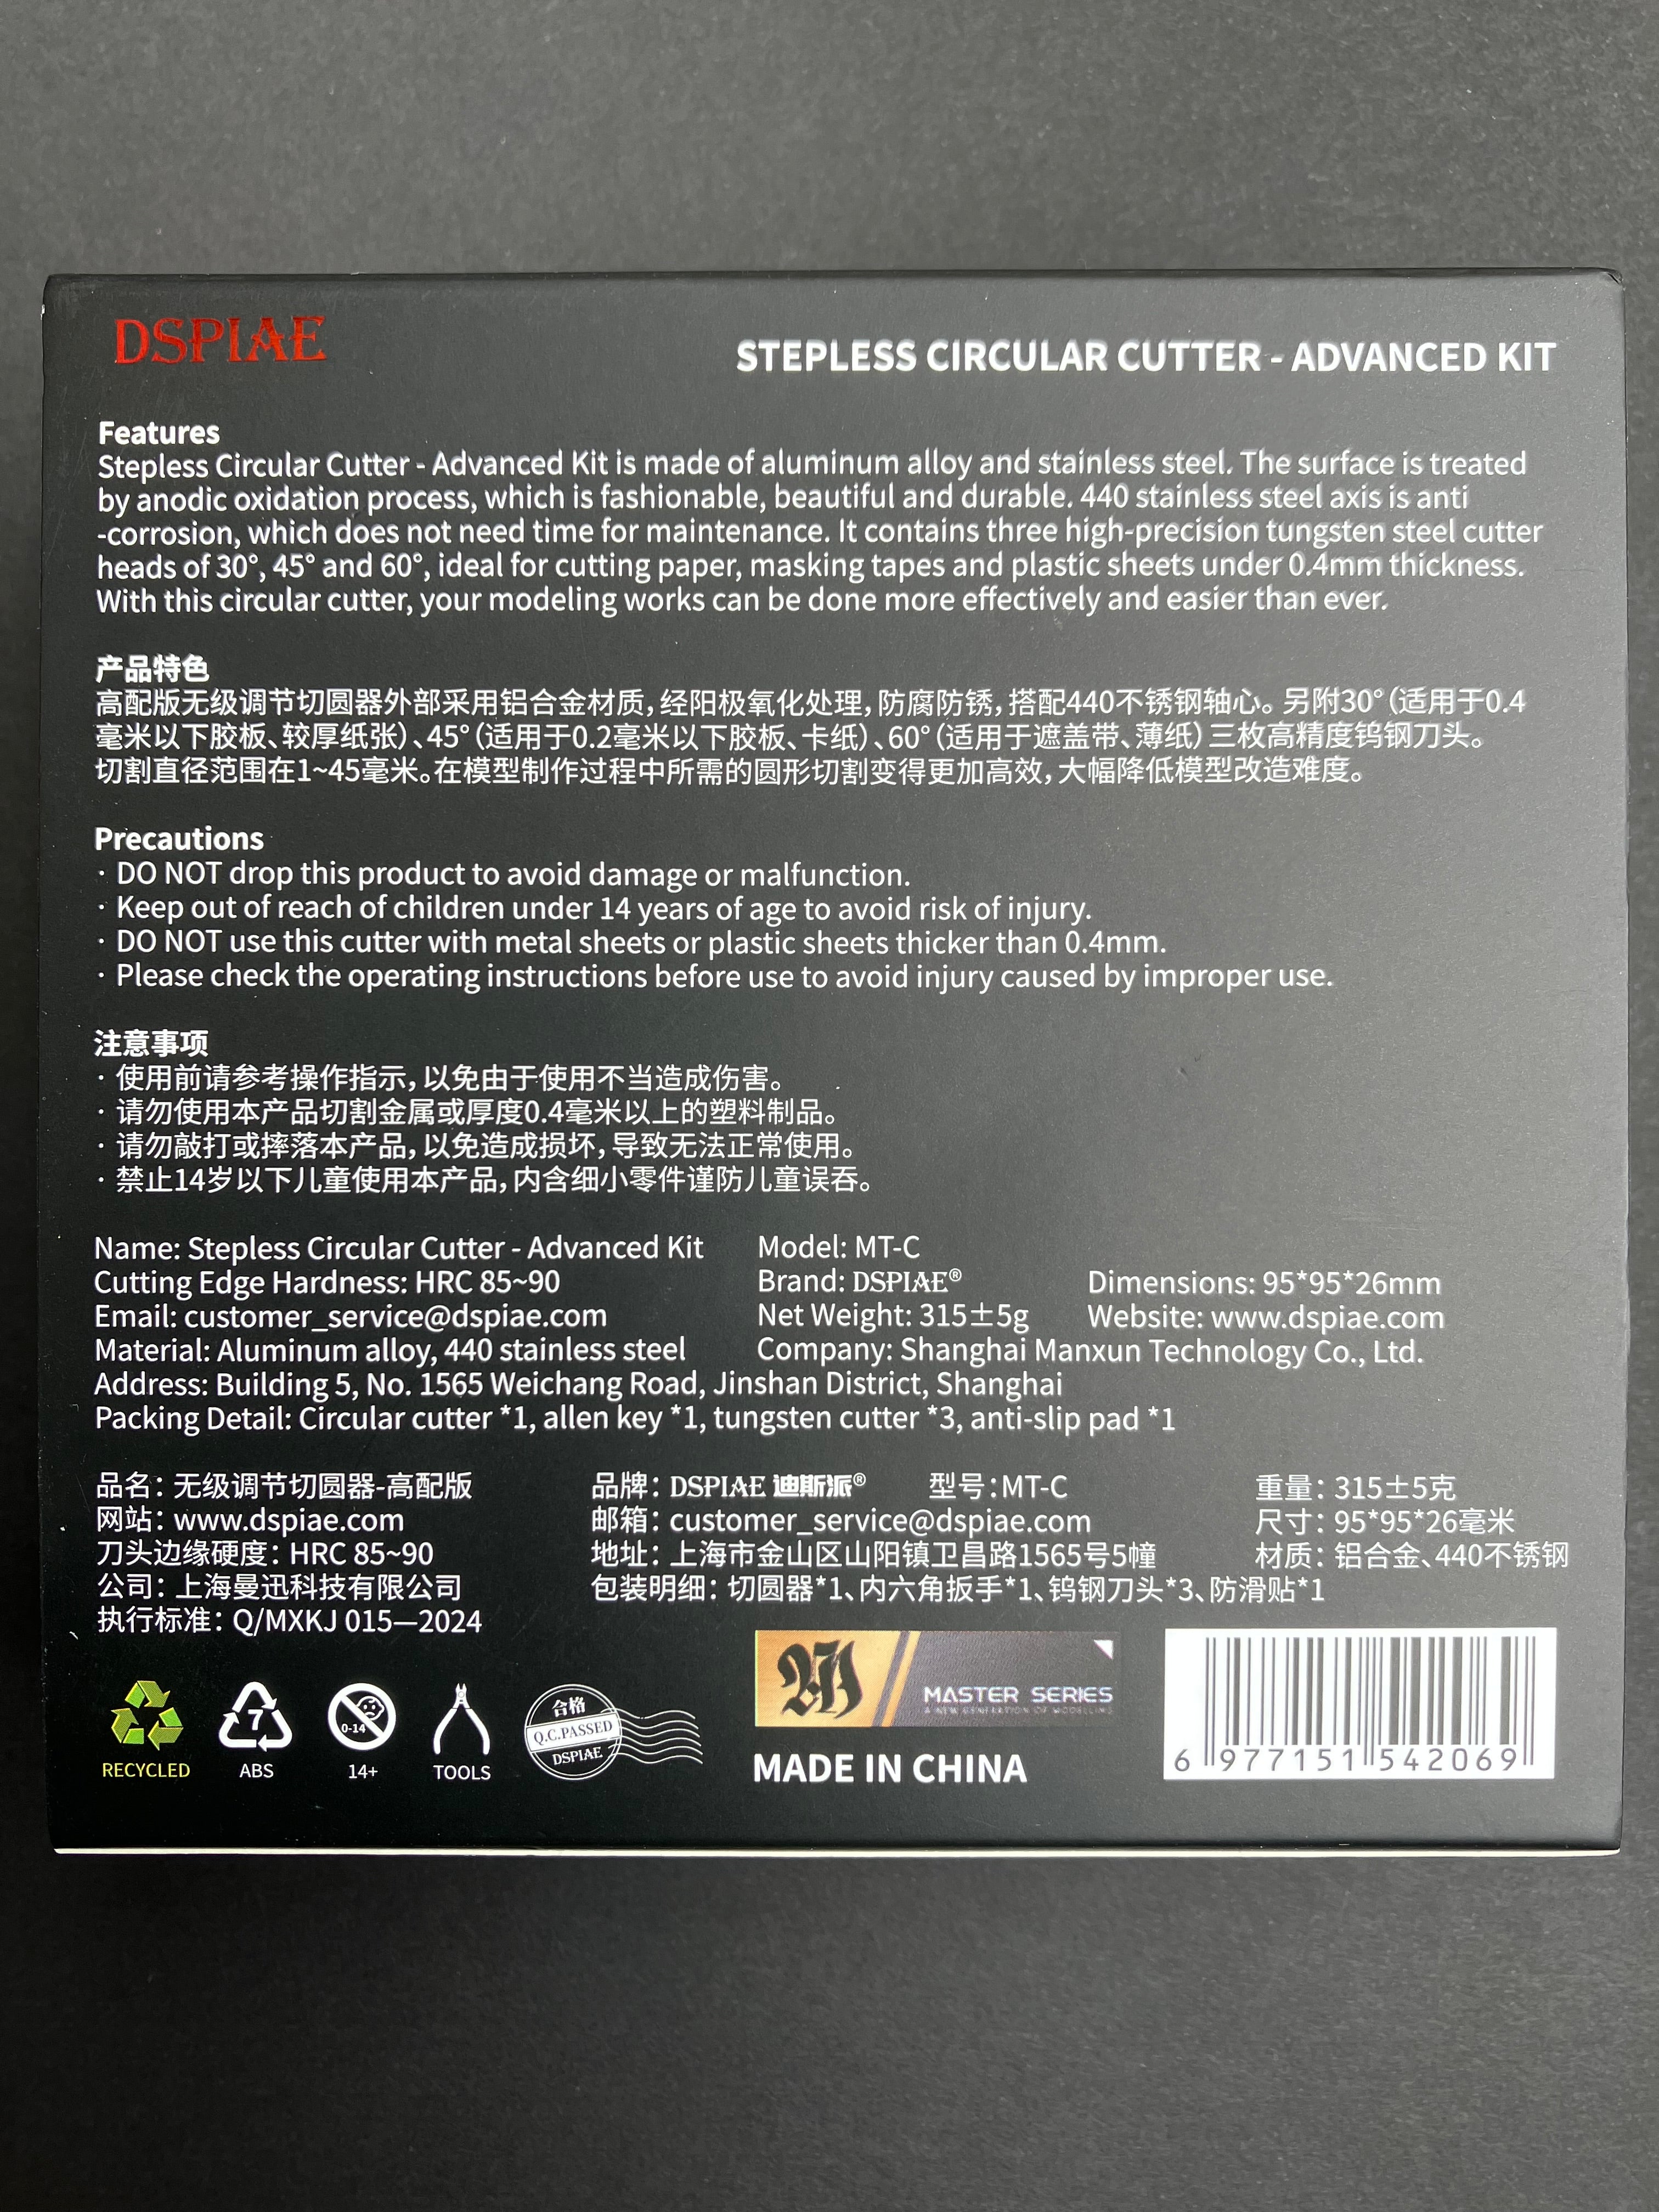 DSPIAE
STEPLESS CIRCULAR CUTTER - ADVANCED KIT
Features
Stepless Circular Cutter - Advanced Kit is made of aluminum alloy and stainless steel. The surface is treated
by anodic oxidation process, which is fashionable, beautiful and durable. 440 stainless steel axis is anti
-corrosion, which does not need time for maintenance. It contains three high-precision tungsten steel cutter
heads of 30°, 45° and 60°, ideal for cutting paper, masking tapes and plastic sheets under 0.4mm thickness.
With this circular cutter, your modeling works can be done more effectively and easier than ever.
产品特色
高配版无级调节切圆器外部采用铝合金材质，经阳极氧化处理，防腐防锈，搭配440不锈钢轴心。另附30°（适用于0.4
毫米以下胶板、较厚纸张）、45°（适用于0.2毫米以下胶板、卡纸）、60°（适用于遮盖带、薄纸）三枚高精度钨钢刀头。
切割直径范围在1~45毫米。在模型制作过程中所需的圆形切割变得更加高效，大幅降低模型改造难度。
Precautions
· DO NOT drop this product to avoid damage or malfunction.
· Keep out of reach of children under 14 years of age to avoid risk of injury.
· DO NOT use this cutter with metal sheets or plastic sheets thicker than 0.4mm.
· Please check the operating instructions before use to avoid injury caused by improper use.
注意事项
· 使用前请参考操作指示，以免由于使用不当造成伤害。
· 请勿使用本产品切割金属或厚度0.4毫米以上的塑料制品。
· 请勿敲打或摔落本产品，以免造成损坏，导致无法正常使用。
· 禁止14岁以下儿童使用本产品，内含细小零件谨防儿童误吞。
Name: Stepless Circular Cutter - Advanced Kit Model: MT-C
Cutting Edge Hardness: HRC 85~90 Brand: DSPIAE® Dimensions: 95*95*26mm
Email: customer_service@dspiae.com Net Weight: 315±5g Website: www.dspiae.com
Material: Aluminum alloy, 440 stainless steel Company: Shanghai Manxun Technology Co., Ltd.
Address: Building 5, No. 1565 Weichang Road, Jinshan District, Shanghai
Packing Detail: Circular cutter *1, allen key *1, tungsten cutter *3, anti-slip pad *1
品名：无级调节切圆器-高配版 品牌：DSPIAE 迪斯派® 型号：MT-C 重量：315±5克
网站：www.dspiae.com 邮箱：customer_service@dspiae.com 尺寸：95*95*26毫米
刀头边缘硬度：HRC 85~90 地址：上海市金山区山阳镇卫昌路1565号5幢 材质：铝合金、440不锈钢
公司：上海曼迅科技有限公司 包装明细：切圆器*1、内六角扳手*1、钨钢刀头*3、防滑贴*1
执行标准：Q/MXKJ 015—2024
MASTER SERIES
A NEW GENERATION OF MODELLING
7
0-14
合格
Q.C.PASSED
DSPIAE
RECYCLED ABS 14+ TOOLS
MADE IN CHINA
6 977151 542069